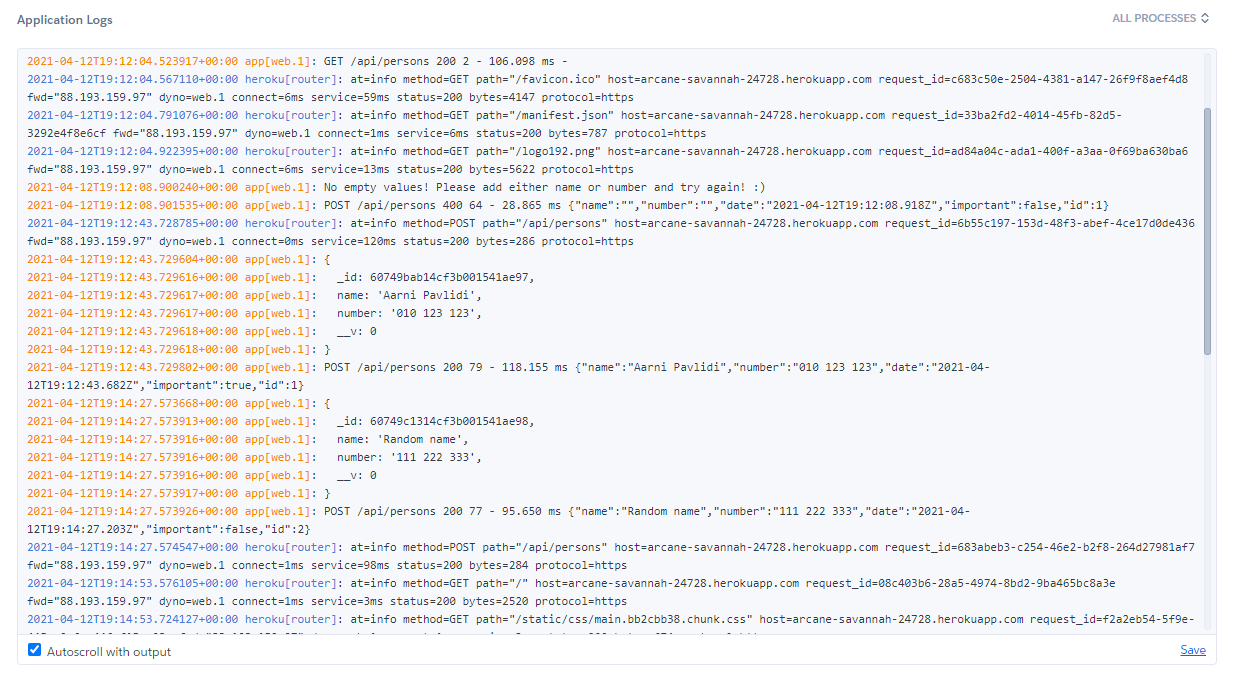 Application Logs
ALL PROCESSES
2021-04-12T19:12:04.523917+00:00 app[web.1]: GET /api/persons 200 2 - 106.098 ms -
2021-04-12T19:12:04.567110+00:00 heroku[router]: at=info method=GET path="/favicon.ico" host=arcane-savannah-24728.herokuapp.com request_id=c683c50e-2504-4381-a147-26f9f8aef4d8
fwd="88.193.159.97" dyno=web.1 connect=6ms service=59ms status=200 bytes=4147 protocol=https
2021-04-12T19:12:04.791076+00:00 heroku[router]: at=info method=GET path="/manifest.json" host=arcane-savannah-24728.herokuapp.com request_id=33ba2fd2-4014-45fb-82d5-
3292e4f8e6cf fwd="88.193.159.97" dyno=web.1 connect=1ms service=6ms status=200 bytes=787 protocol=https
2021-04-12T19:12:04.922395+00:00 heroku[router]: at=info method=GET path="/logo192.png" host=arcane-savannah-24728.herokuapp.com request_id=ad84a04c-ada1-400f-a3aa-0f69ba630ba6
fwd="88.193.159.97" dyno=web.1 connect=6ms service=13ms status=200 bytes=5622 protocol=https
2021-04-12T19:12:08.900240+00:00 app[web.1]: No empty values! Please add either name or number and try again! :)
2021-04-12T19:12:08.901535+00:00 app[web.1]: POST /api/persons 400 64 - 28.865 ms {"name":"","number":"","date":"2021-04-12T19:12:08.918Z","important":false,"id":1}
2021-04-12T19:12:43.728785+00:00 heroku[router]: at=info method=POST path="/api/persons" host=arcane-savannah-24728.herokuapp.com request_id=6b55c197-153d-48f3-abef-4ce17d0de436
fwd="88.193.159.97" dyno=web.1 connect=0ms service=120ms status=200 bytes=286 protocol=https
2021-04-12T19:12:43.729604+00:00 app[web.1]: {
2021-04-12T19:12:43.729616+00:00 app[web.1]:   _id: 60749bab14cf3b001541ae97,
2021-04-12T19:12:43.729617+00:00 app[web.1]:   name: 'Aarni Pavlidi',
2021-04-12T19:12:43.729617+00:00 app[web.1]:   number: '010 123 123',
2021-04-12T19:12:43.729618+00:00 app[web.1]:   __v: 0
2021-04-12T19:12:43.729618+00:00 app[web.1]: }
2021-04-12T19:12:43.729802+00:00 app[web.1]: POST /api/persons 200 79 - 118.155 ms {"name":"Aarni Pavlidi","number":"010 123 123","date":"2021-04-
12T19:12:43.682Z","important":true,"id":1}
2021-04-12T19:14:27.573668+00:00 app[web.1]: {
2021-04-12T19:14:27.573913+00:00 app[web.1]:   _id: 60749c1314cf3b001541ae98,
2021-04-12T19:14:27.573916+00:00 app[web.1]:   name: 'Random name',
2021-04-12T19:14:27.573916+00:00 app[web.1]:   number: '111 222 333',
2021-04-12T19:14:27.573916+00:00 app[web.1]:   __v: 0
2021-04-12T19:14:27.573917+00:00 app[web.1]: }
2021-04-12T19:14:27.573926+00:00 app[web.1]: POST /api/persons 200 77 - 95.650 ms {"name":"Random name","number":"111 222 333","date":"2021-04-
12T19:14:27.203Z","important":false,"id":2}
2021-04-12T19:14:27.574547+00:00 heroku[router]: at=info method=POST path="/api/persons" host=arcane-savannah-24728.herokuapp.com request_id=683abeb3-c254-46e2-b2f8-264d27981af7
fwd="88.193.159.97" dyno=web.1 connect=1ms service=98ms status=200 bytes=284 protocol=https
2021-04-12T19:14:53.576105+00:00 heroku[router]: at=info method=GET path="/" host=arcane-savannah-24728.herokuapp.com request_id=08c403b6-28a5-4974-8bd2-9ba465bc8a3e
fwd="88.193.159.97" dyno=web.1 connect=1ms service=3ms status=200 bytes=2520 protocol=https
2021-04-12T19:14:53.724127+00:00 heroku[router]: at=info method=GET path="/static/css/main.bb2cbb38.chunk.css" host=arcane-savannah-24728.herokuapp.com request_id=f2a2eb54-5f9e-
Autoscroll with output
Save